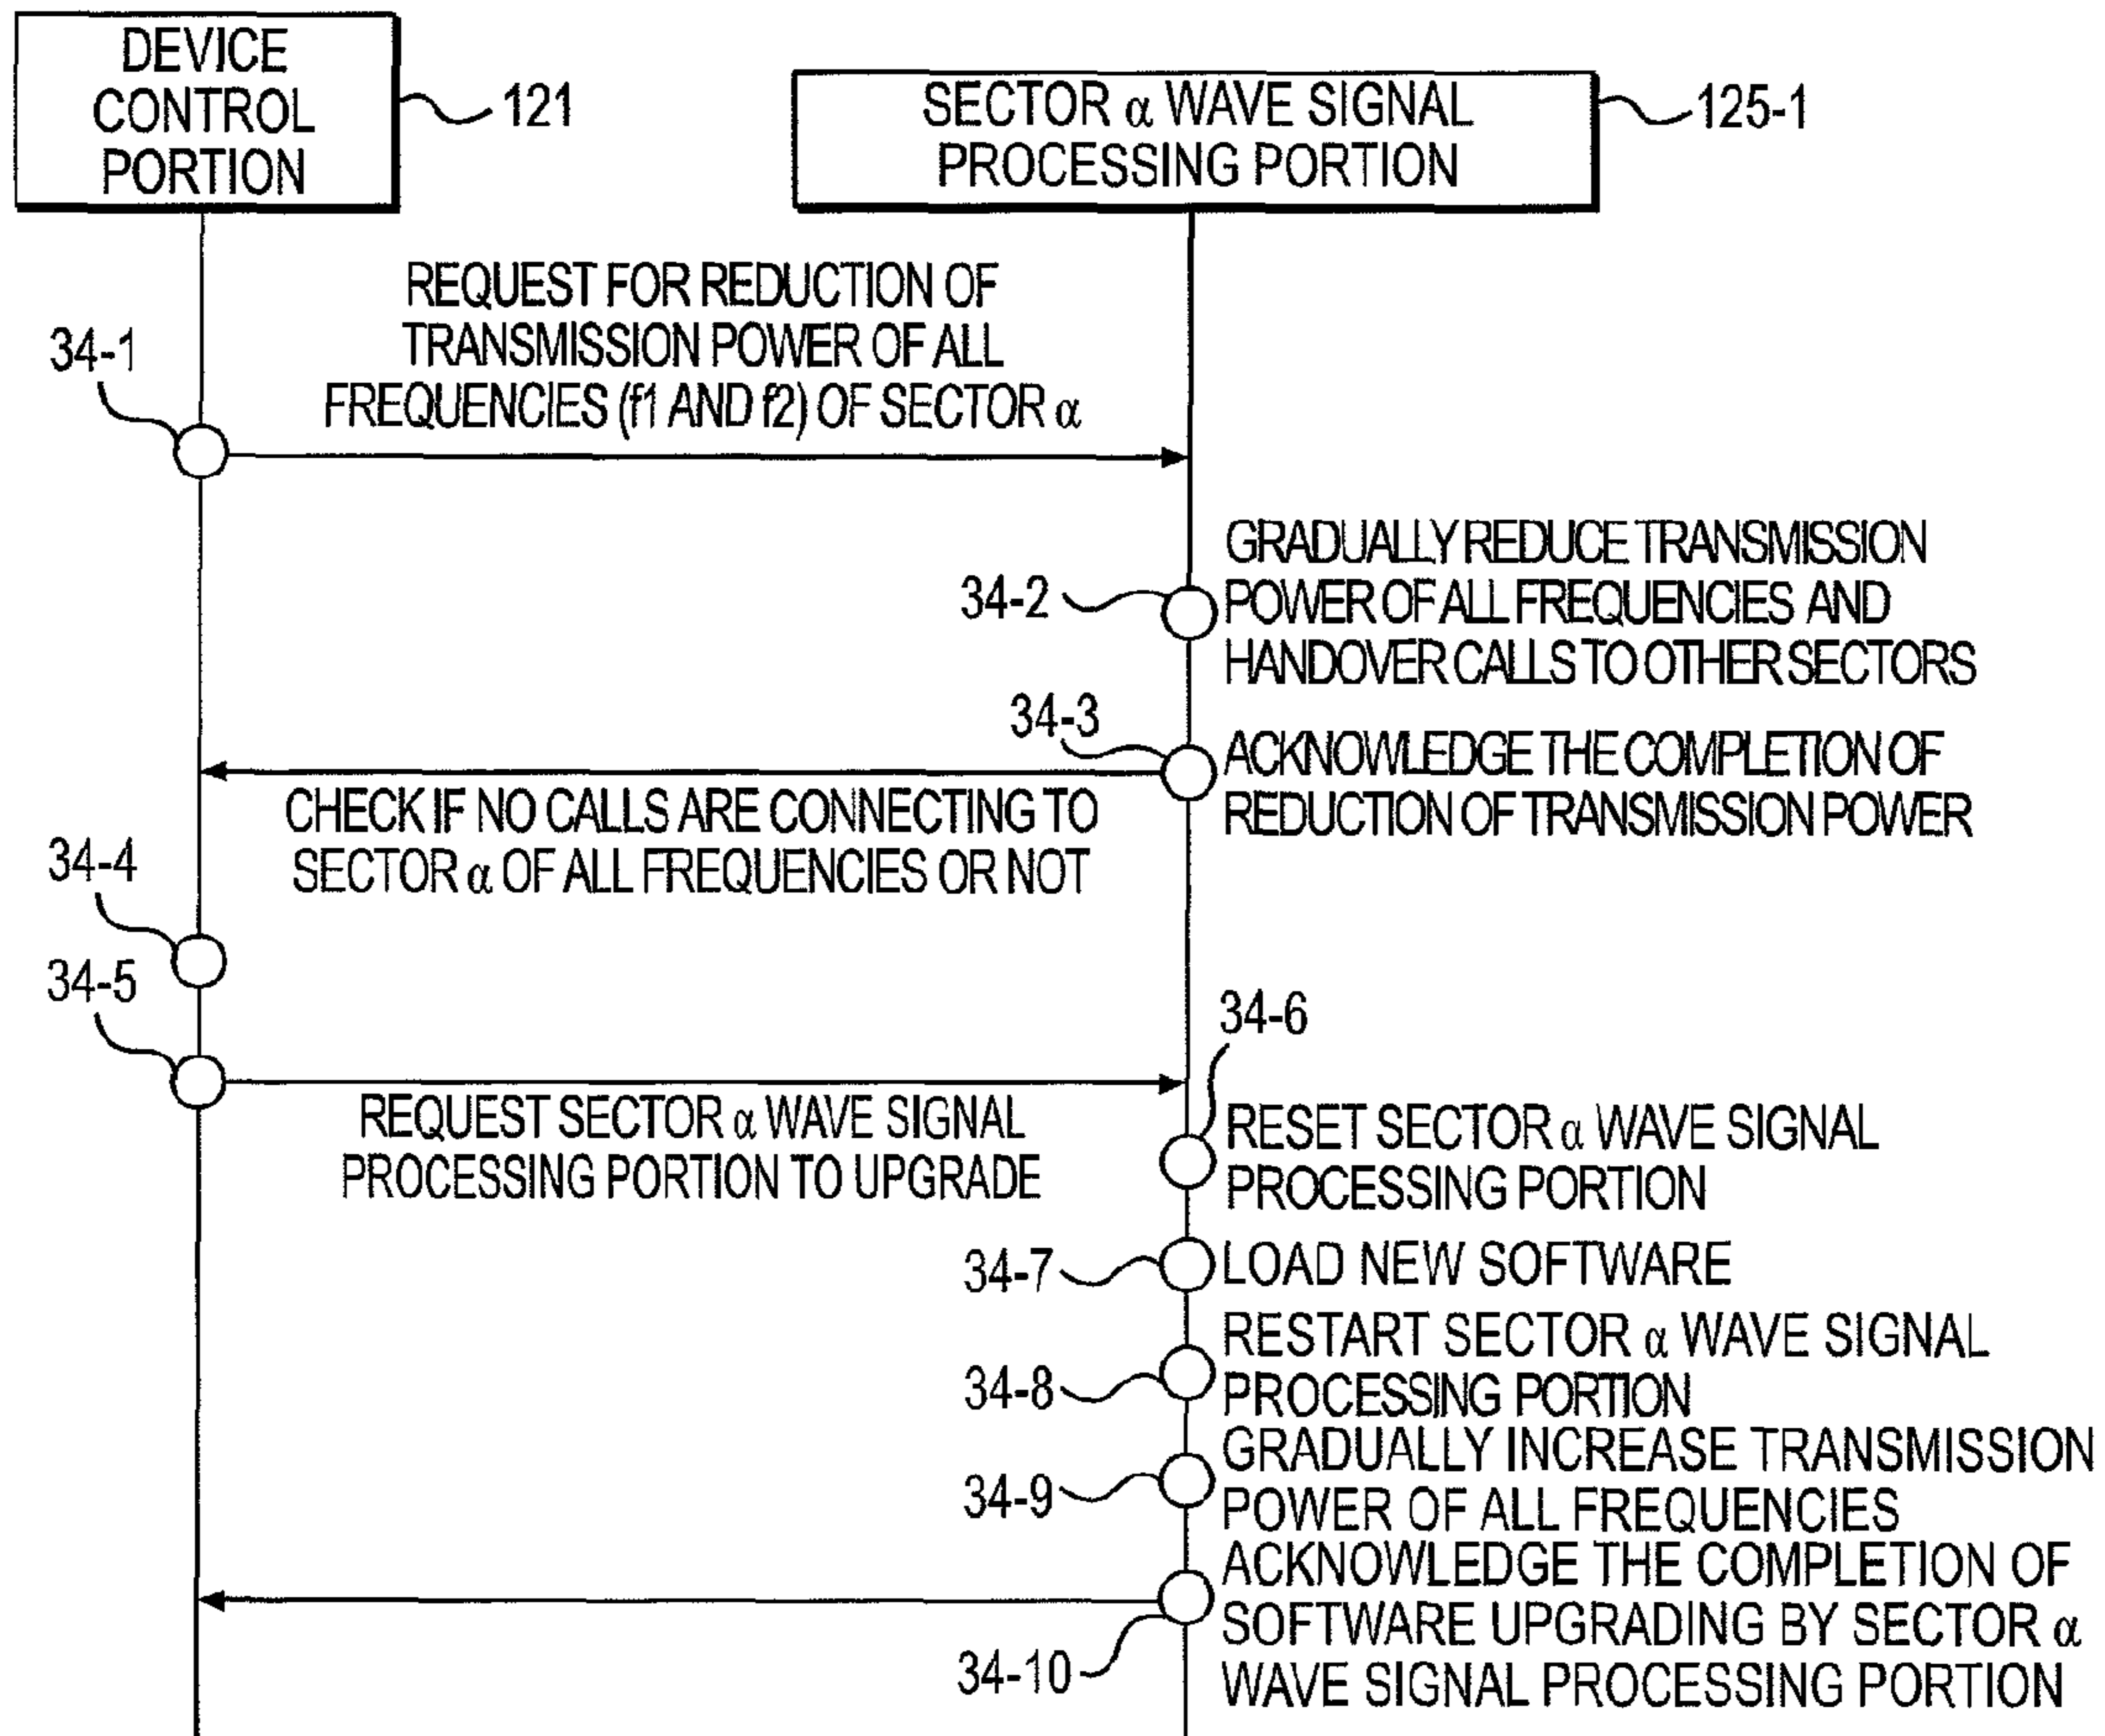 DEVICE
CONTROL
PORTION
121
SECTOR α WAVE SIGNAL
PROCESSING PORTION
125-1
REQUEST FOR REDUCTION OF
TRANSMISSION POWER OF ALL
FREQUENCIES (f1 AND f2) OF SECTOR α
34-1
34-2
GRADUALLY REDUCE TRANSMISSION
POWER OF ALL FREQUENCIES AND
HANDOVER CALLS TO OTHER SECTORS
34-3
ACKNOWLEDGE THE COMPLETION OF
REDUCTION OF TRANSMISSION POWER
CHECK IF NO CALLS ARE CONNECTING TO
SECTOR α OF ALL FREQUENCIES OR NOT
34-4
34-5
REQUEST SECTOR α WAVE SIGNAL
PROCESSING PORTION TO UPGRADE
34-6
RESET SECTOR α WAVE SIGNAL
PROCESSING PORTION
34-7
LOAD NEW SOFTWARE
34-8
RESTART SECTOR α WAVE SIGNAL
PROCESSING PORTION
34-9
GRADUALLY INCREASE TRANSMISSION
POWER OF ALL FREQUENCIES
34-10
ACKNOWLEDGE THE COMPLETION OF
SOFTWARE UPGRADING BY SECTOR α
WAVE SIGNAL PROCESSING PORTION